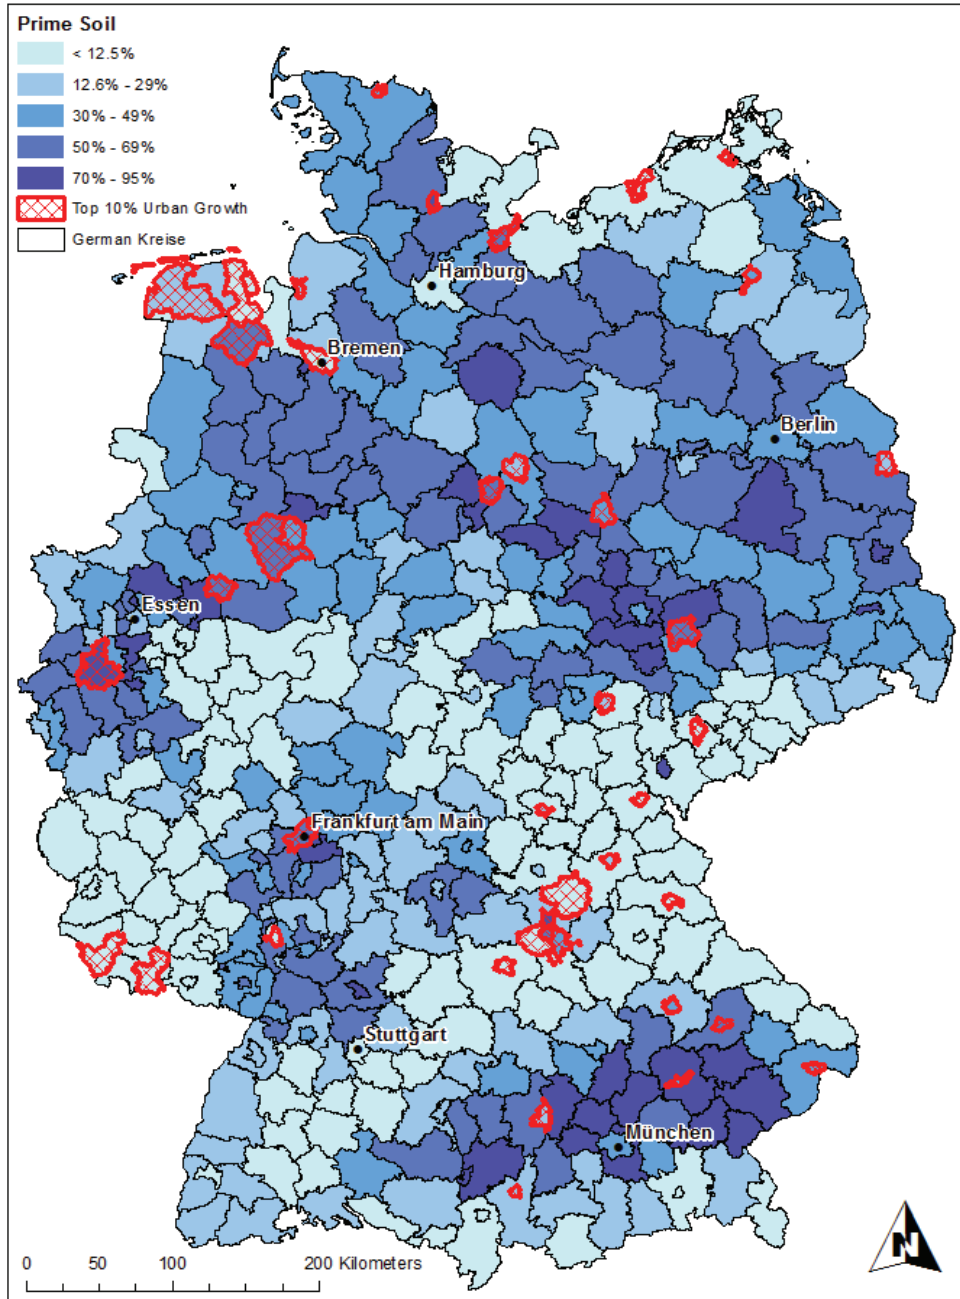 Prime Soil
< 12.5%
12.6% - 29%
30% - 49%
50% - 69%
70% - 95%
Top 10% Urban Growth
German Kreise
Hamburg
Bremen
Berlin
Essen
Frankfurt am Main
Stuttgart
München
0 50 100 200 Kilometers
N